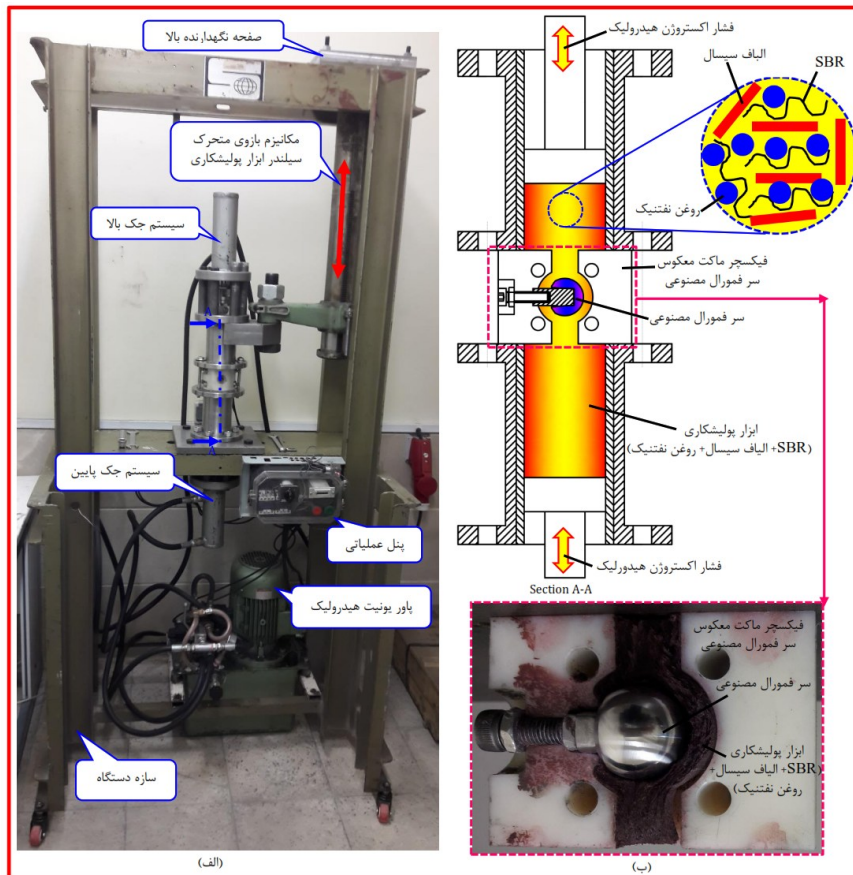 صفحه نگهدارنده بالا
مکانیزم بازوی متحرک
سیلندر ابزار پولیشکاری
سیستم جک بالا
A
A
سیستم جک پایین
پنل عملیاتی
پاور یونیت هیدرولیک
سازه دستگاه
(الف)
فشار اکستروژن هیدرولیک
الیاف سیسال
SBR
روغن نفتنیک
فیکسچر ماکت معکوس
سر فمورال مصنوعی
سر فمورال مصنوعی
ابزار پولیشکاری
(SBR+ الیاف سیسال+ روغن نفتنیک)
فشار اکستروژن هیدورلیک
Section A-A
فیکسچر ماکت معکوس
سر فمورال مصنوعی
سر فمورال مصنوعی
ابزار پولیشکاری
(SBR+ الیاف سیسال+
روغن نفتنیک)
(ب)